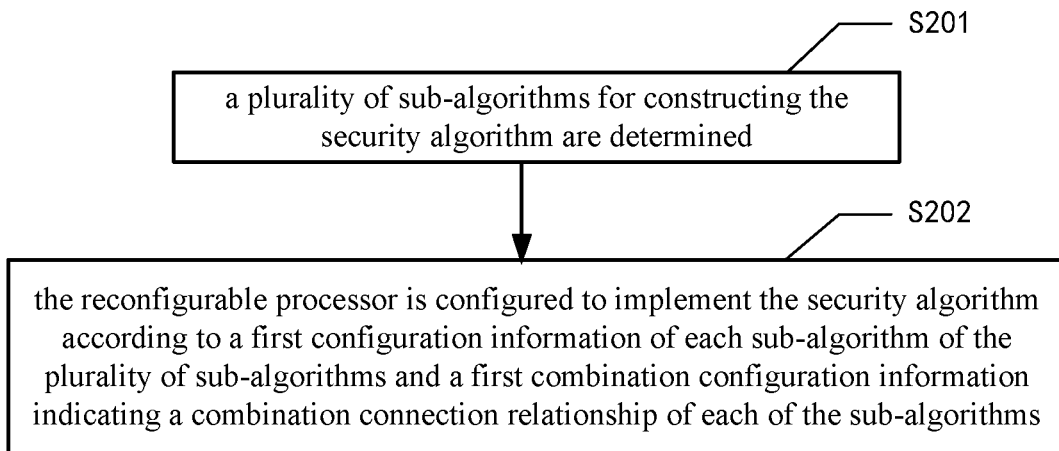 S201
a plurality of sub-algorithms for constructing the
security algorithm are determined
S202
the reconfigurable processor is configured to implement the security algorithm
according to a first configuration information of each sub-algorithm of the
plurality of sub-algorithms and a first combination configuration information
indicating a combination connection relationship of each of the sub-algorithms